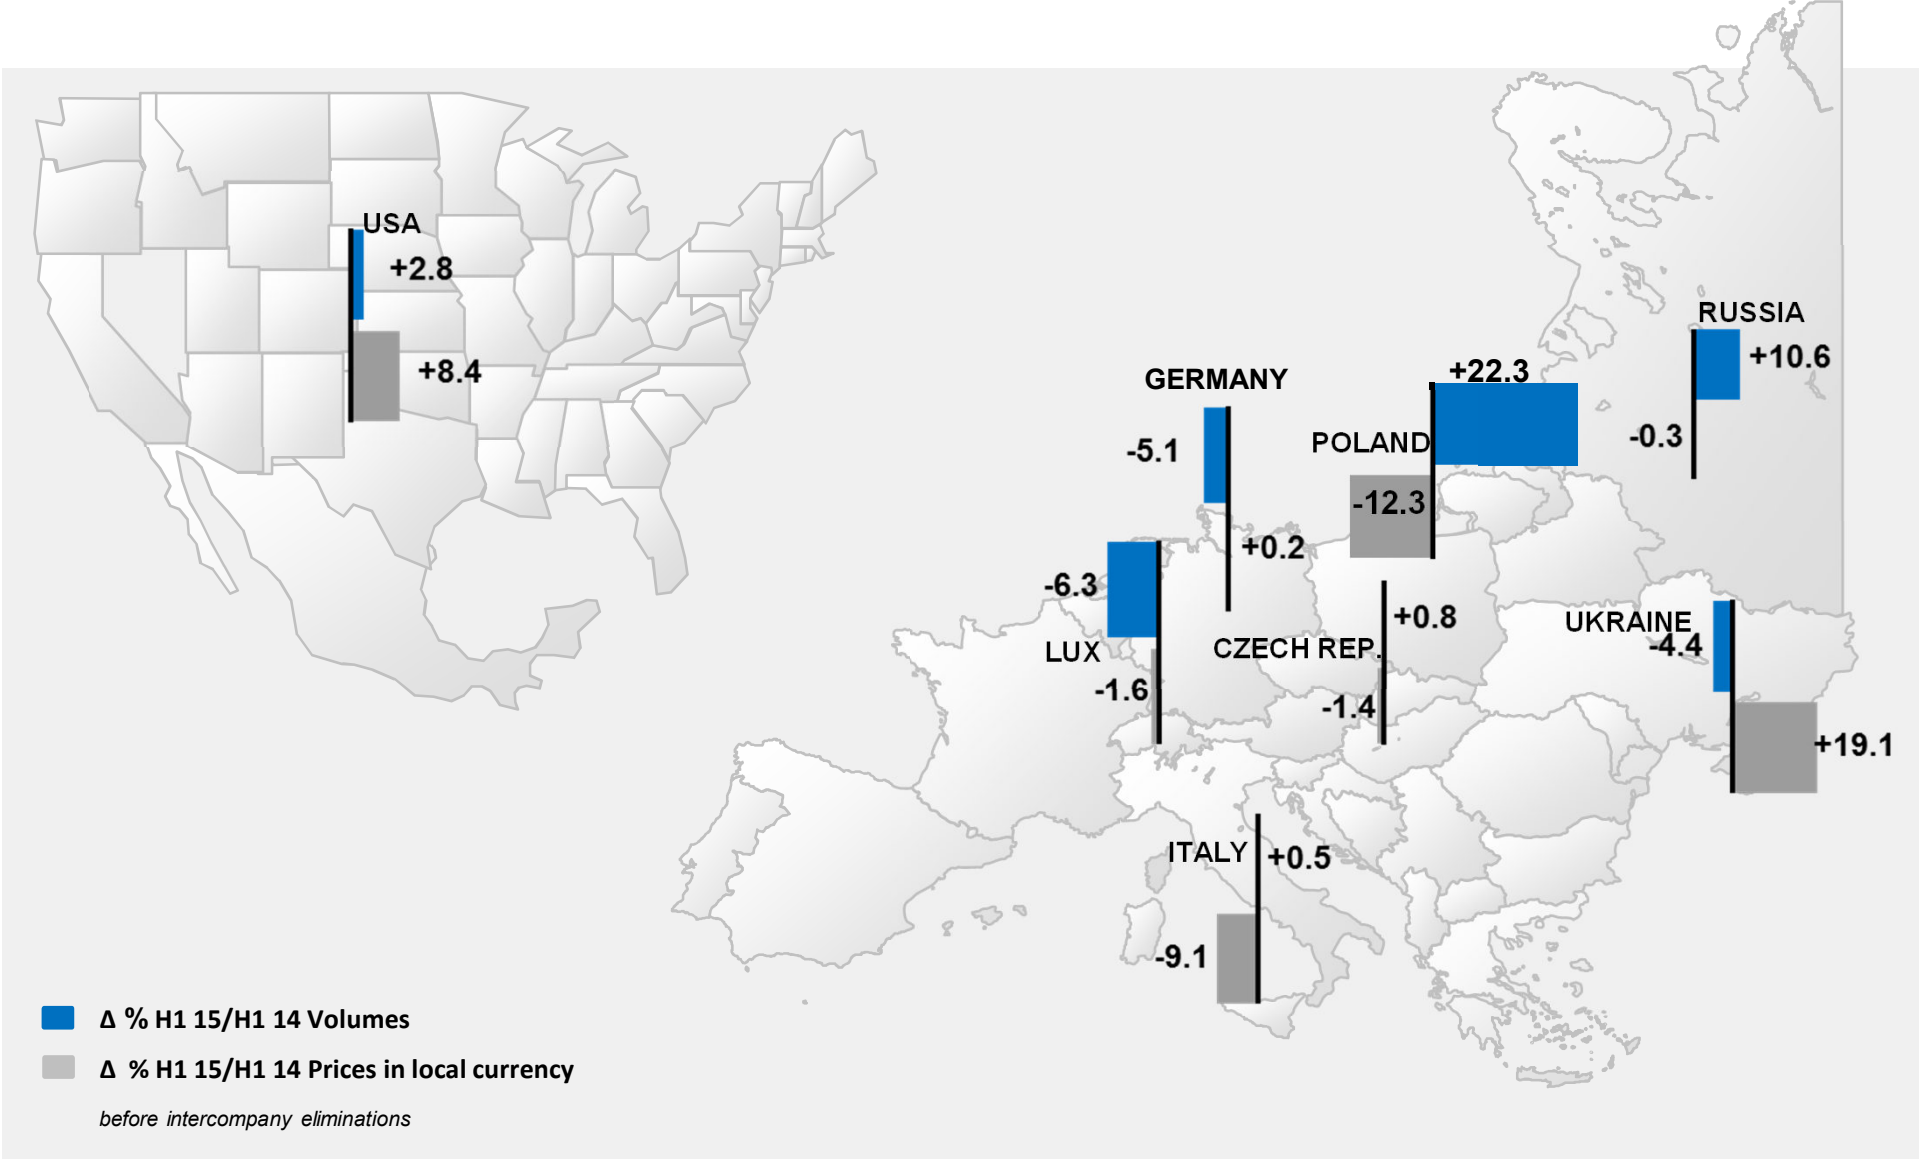 USA
+2.8
+8.4
RUSSIA
+10.6
-0.3
GERMANY
-5.1
+0.2
+22.3
POLAND
-12.3
-6.3
LUX
-1.6
+0.8
CZECH REP.
-1.4
UKRAINE
-4.4
+19.1
ITALY
+0.5
-9.1
Δ % H1 15/H1 14 Volumes
Δ % H1 15/H1 14 Prices in local currency
before intercompany eliminations